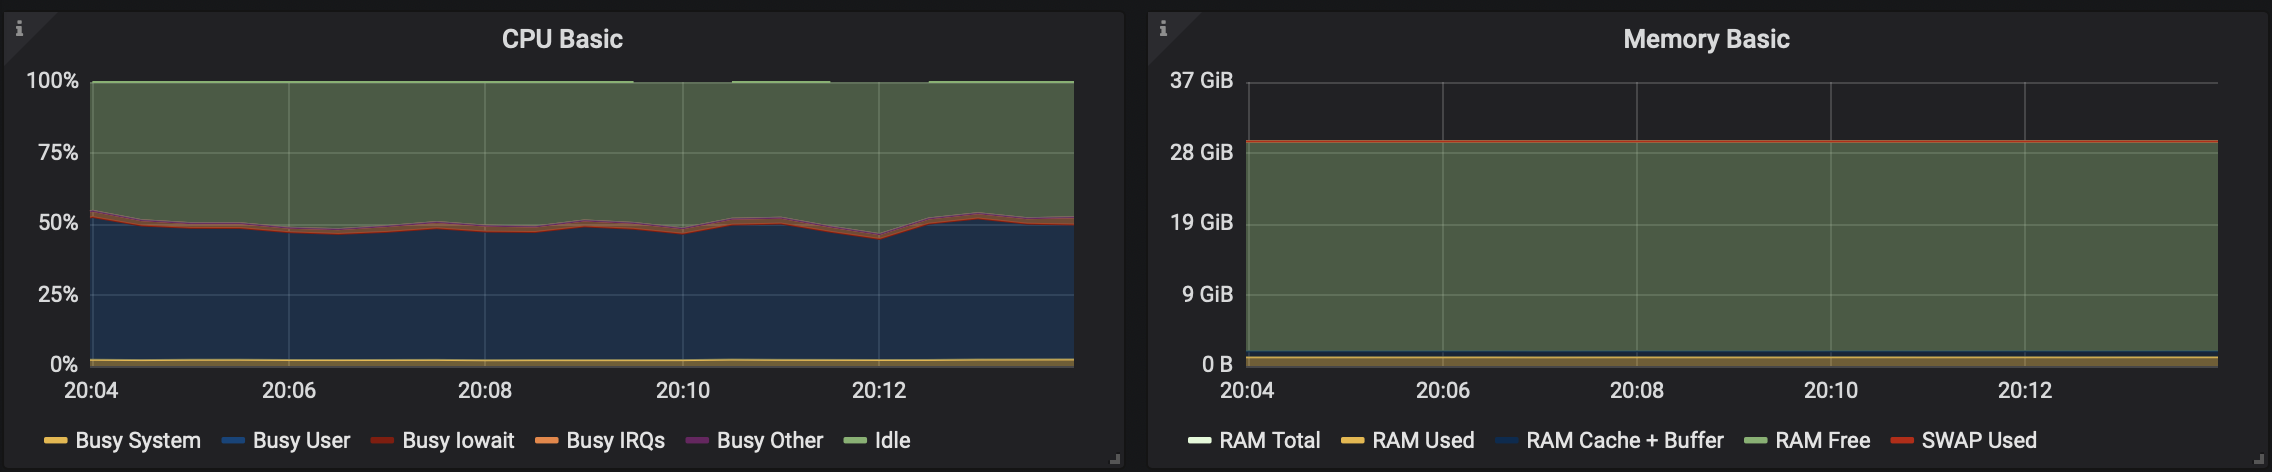 CPU Basic
100%
75%
50%
25%
0%
20:04 20:06 20:08 20:10 20:12
Busy System Busy User Busy Iowait Busy IRQs Busy Other Idle
Memory Basic
37 GiB
28 GiB
19 GiB
9 GiB
0 B
20:04 20:06 20:08 20:10 20:12
RAM Total RAM Used RAM Cache + Buffer RAM Free SWAP Used